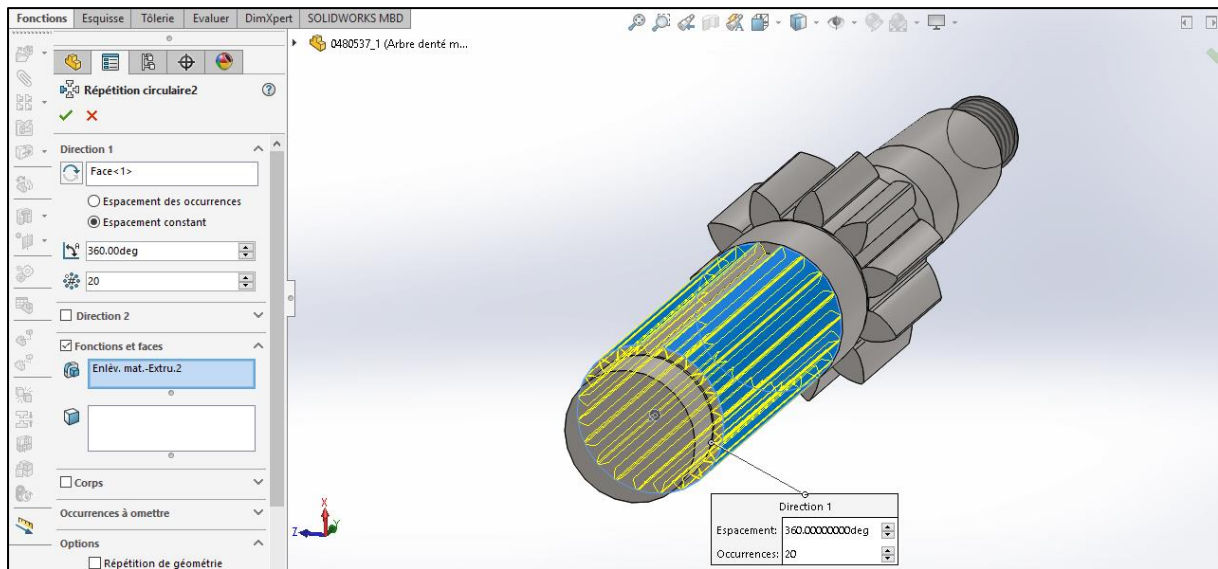 Fonctions Esquisse Tôlerie Evaluer DimXpert SOLIDWORKS MBD
0480537_1 (Arbre denté m...
Répétition circulaire2
Direction 1
Face<1>
Espacement des occurrences
Espacement constant
360.00deg
20
Direction 2
Fonctions et faces
Enlèv. mat.-Extru.2
Corps
Occurrences à omettre
Options
Répétition de géométrie
X
Y
Z
Direction 1
Espacement: 360.00000000deg
Occurrences: 20